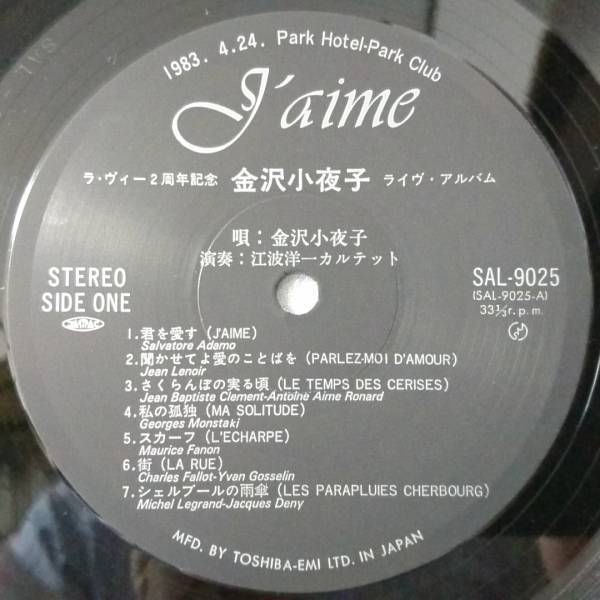 1983. 4.24. Park Hotel-Park Club
J'aime
ラ・ヴィー2周年記念 金沢小夜子 ライヴ・アルバム
唄：金沢小夜子
演奏：江波洋一カルテット
STEREO
SIDE ONE
SAL-9025
(SAL-9025-A)
33⅓r.p.m.
1.君を愛す (J'AIME)
Salvatore Adamo
2.聞かせてよ愛のことばを (PARLEZ-MOI D'AMOUR)
Jean Lenoir
3.さくらんぼの実る頃 (LE TEMPS DES CERISES)
Jean Baptiste Clement-Antoine Aime Ronard
4.私の孤独 (MA SOLITUDE)
Georges Monstaki
5.スカーフ (L'ECHARPE)
Maurice Fanon
6.街 (LA RUE)
Charles Fallot-Yvan Gosselin
7.シェルブールの雨傘 (LES PARAPLUIES CHERBOURG)
Michel Legrand-Jacques Deny
MFD. BY TOSHIBA-EMI LTD. IN JAPAN